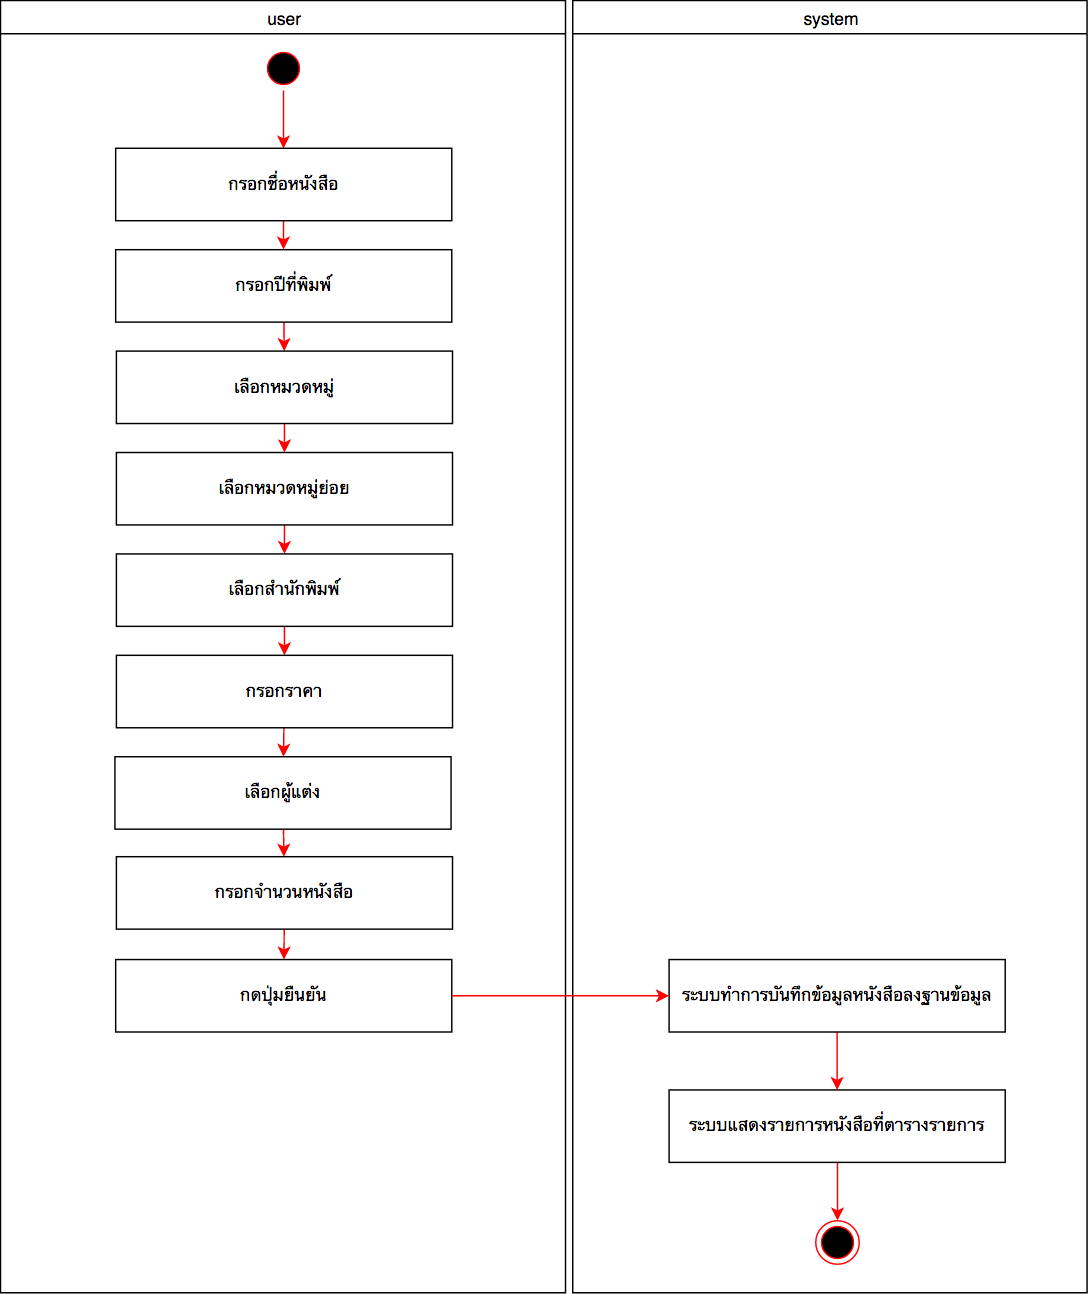 user
system
กรอกชื่อหนังสือ
กรอกปีที่พิมพ์
เลือกหมวดหมู่
เลือกหมวดหมู่ย่อย
เลือกสำนักพิมพ์
กรอกราคา
เลือกผู้แต่ง
กรอกจำนวนหนังสือ
กดปุ่มยืนยัน
ระบบทำการบันทึกข้อมูลหนังสือลงฐานข้อมูล
ระบบแสดงรายการหนังสือที่ตารางรายการ